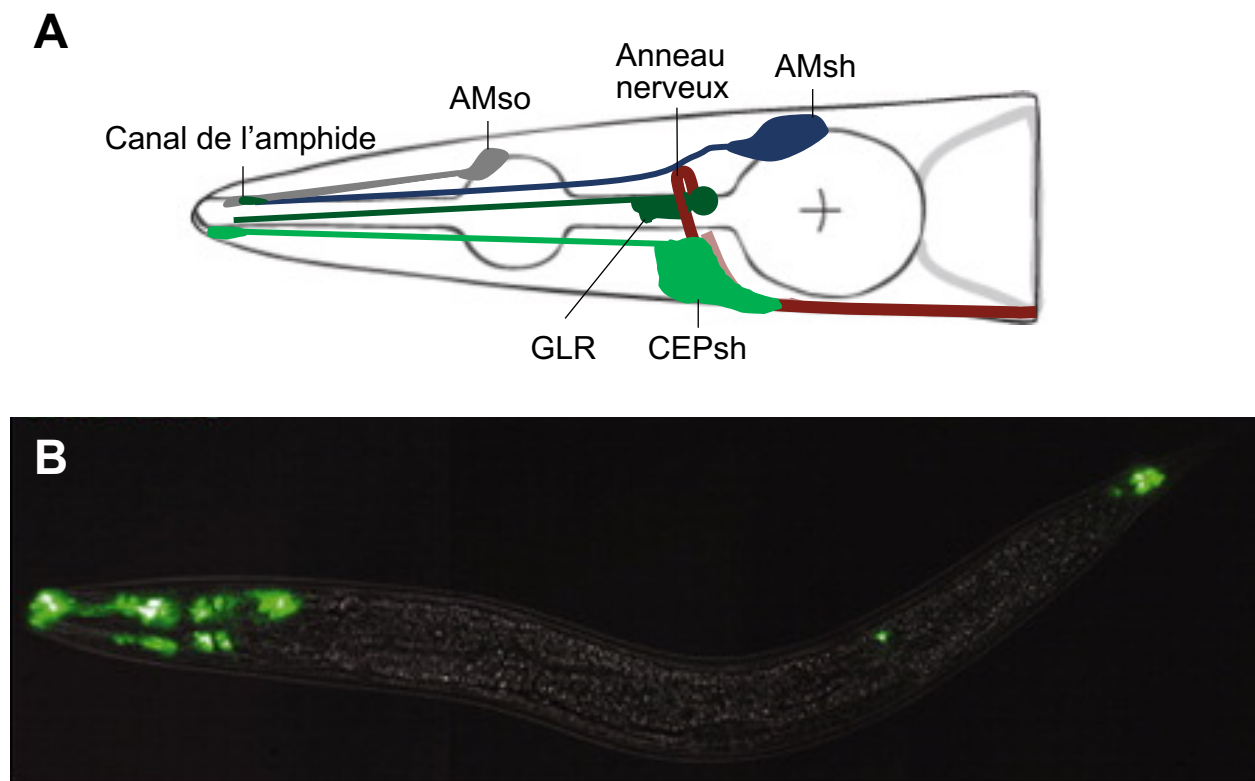 A
Anneau
nerveux
AMsh
AMso
Canal de l'amphide
GLR
CEPsh
B